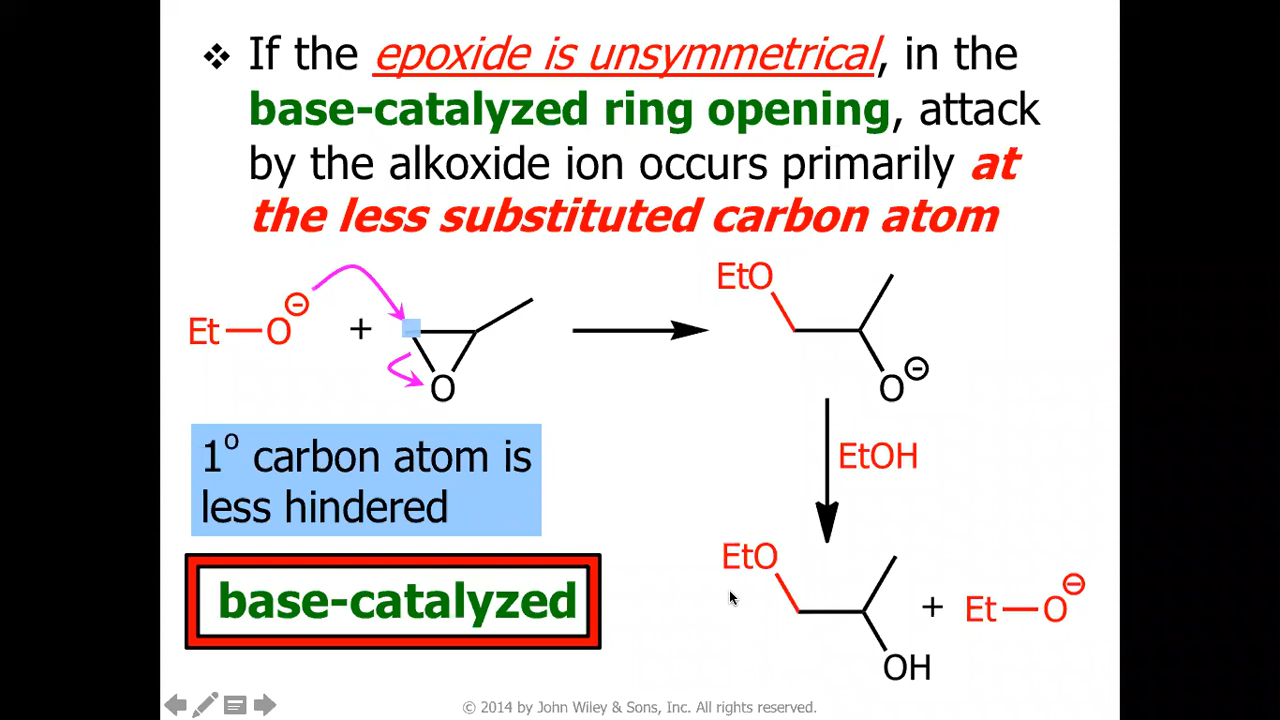 ❖ If the epoxide is unsymmetrical, in the
base-catalyzed ring opening, attack
by the alkoxide ion occurs primarily at
the less substituted carbon atom
Et—O⊖ + O
EtO
O⊖
1° carbon atom is
less hindered
EtOH
base-catalyzed
EtO
OH
+ Et—O⊖
© 2014 by John Wiley & Sons, Inc. All rights reserved.